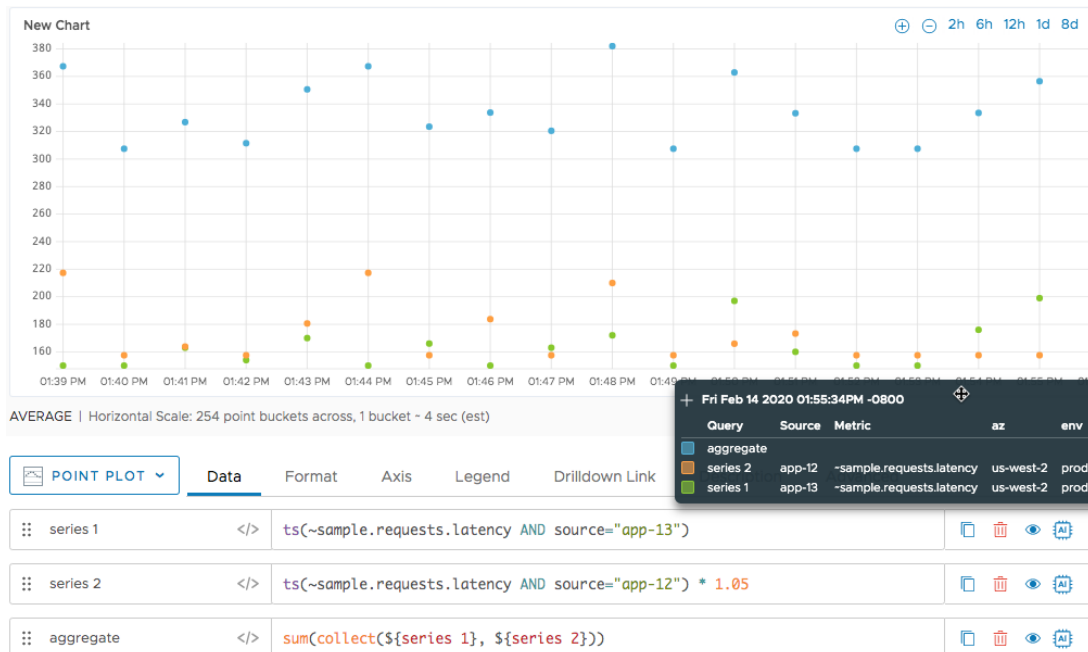 New Chart
2h 6h 12h 1d 8d
380
360
340
320
300
280
260
240
220
200
180
160
01:39 PM 01:40 PM 01:41 PM 01:42 PM 01:43 PM 01:44 PM 01:45 PM 01:46 PM 01:47 PM 01:48 PM
Fri Feb 14 2020 01:55:34PM -0800
Query Source Metric az env
aggregate
series 2 app-12 ~sample.requests.latency us-west-2 prod
series 1 app-13 ~sample.requests.latency us-west-2 prod
AVERAGE | Horizontal Scale: 254 point buckets across, 1 bucket ~ 4 sec (est)
POINT PLOT Data Format Axis Legend Drilldown Link
series 1 </> ts(~sample.requests.latency AND source="app-13") AI
series 2 </> ts(~sample.requests.latency AND source="app-12") * 1.05 AI
aggregate </> sum(collect(${series 1}, ${series 2})) AI